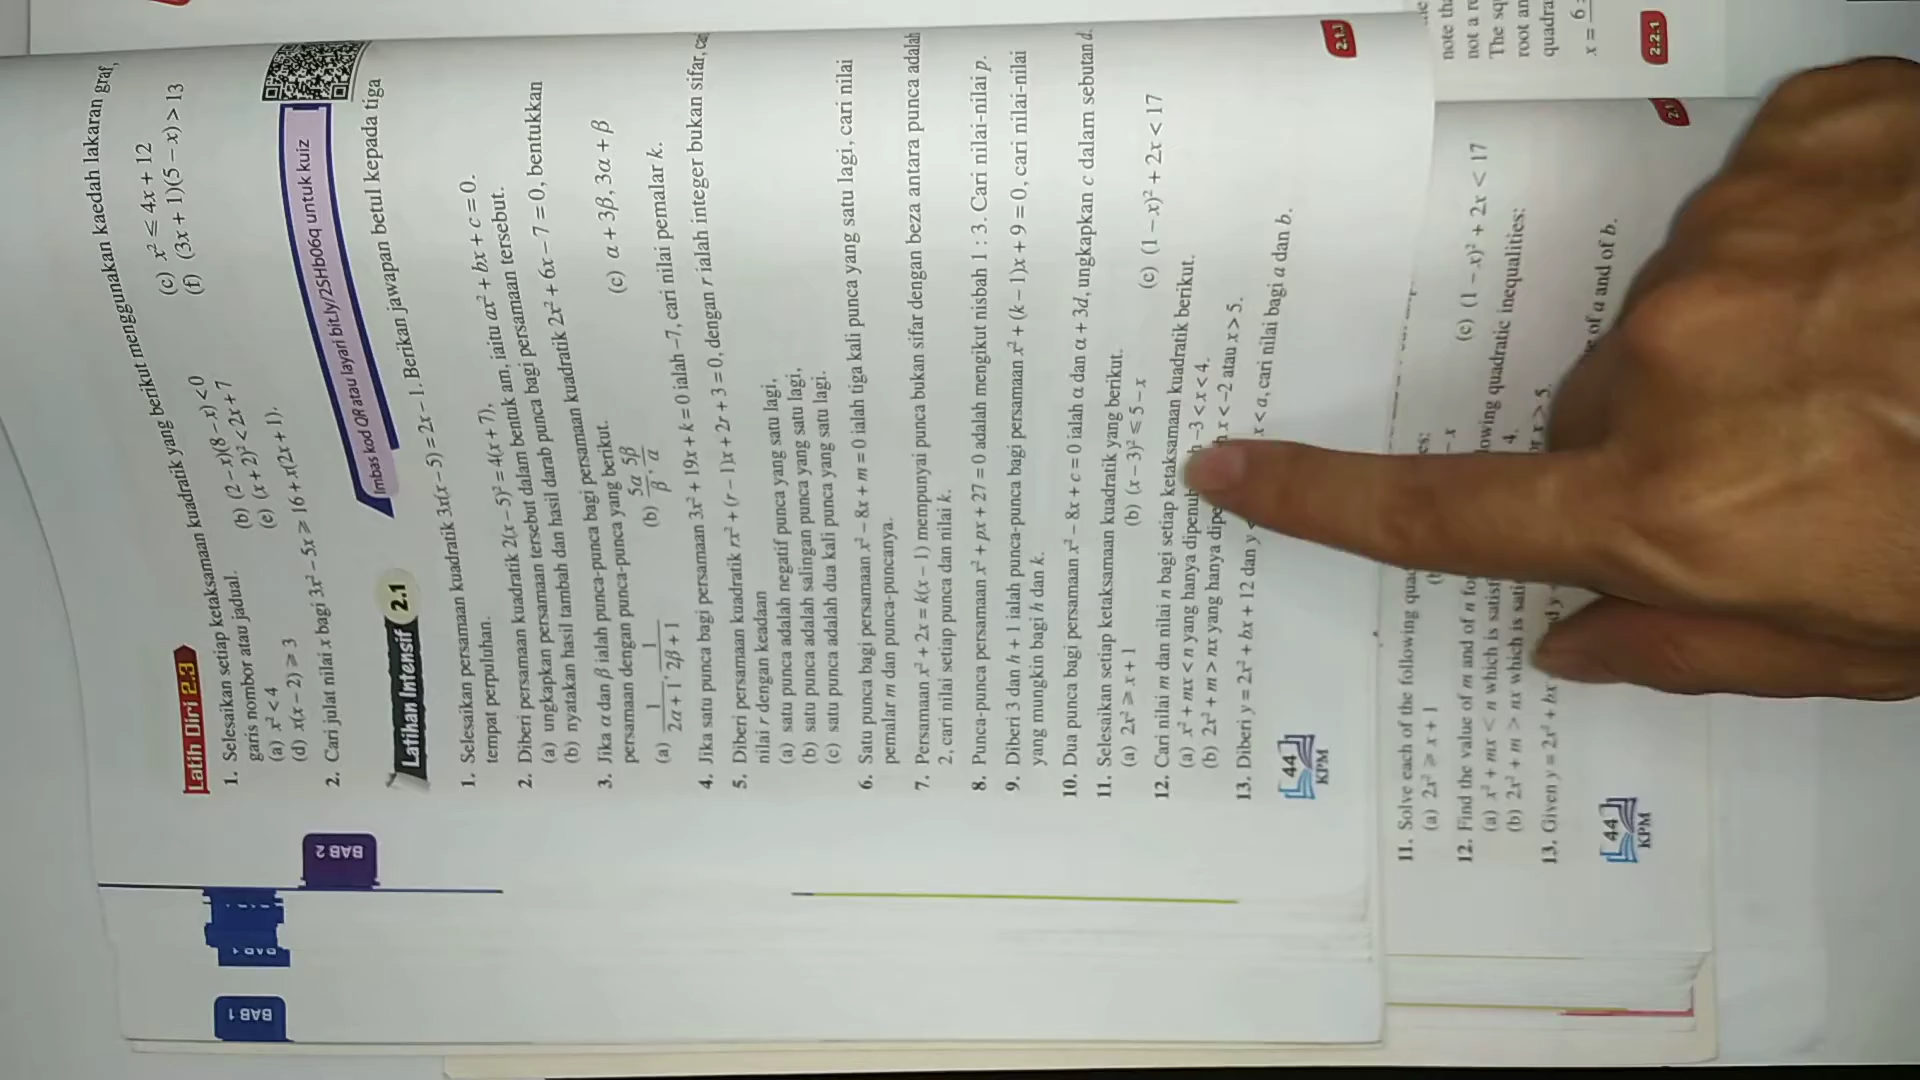 menggunakan kaedah lakaran graf,
Latih Diri 2.3
1. Selesaikan setiap ketaksamaan kuadratik yang berikut
garis nombor atau jadual.
(a) x² < 4 (b) (2 – x)(8 – x) < 0 (c) x² ≤ 4x + 12
(d) x(x – 2) ≥ 3 (e) (x + 2)² < 2x + 7 (f) (3x + 1)(5 – x) > 13
2. Cari julat nilai x bagi 3x² – 5x ≥ 16 + x(2x + 1).
Latihan Intensif 2.1
Imbas kod QR atau layari bit.ly/2SHb06q untuk kuiz
1. Selesaikan persamaan kuadratik 3x(x – 5) = 2x – 1. Berikan jawapan betul kepada tiga
tempat perpuluhan.
2. Diberi persamaan kuadratik 2(x – 5)² = 4(x + 7),
(a) ungkapkan persamaan tersebut dalam bentuk am, iaitu ax² + bx + c = 0.
(b) nyatakan hasil tambah dan hasil darab punca bagi persamaan tersebut.
3. Jika α dan β ialah punca-punca bagi persamaan kuadratik 2x² + 6x – 7 = 0, bentukkan
persamaan dengan punca-punca yang berikut.
(a) 1/(2α + 1), 1/(2β + 1) (b) 5α/β, 5β/α (c) α + 3β, 3α + β
4. Jika satu punca bagi persamaan 3x² + 19x + k = 0 ialah –7, cari nilai pemalar k.
5. Diberi persamaan kuadratik rx² + (r – 1)x + 2r + 3 = 0, dengan r ialah integer bukan sifar,
nilai r dengan keadaan
(a) satu punca adalah negatif punca yang satu lagi,
(b) satu punca adalah salingan punca yang satu lagi,
(c) satu punca adalah dua kali punca yang satu lagi.
6. Satu punca bagi persamaan x² – 8x + m = 0 ialah tiga kali punca yang satu lagi, cari nilai
pemalar m dan punca-puncanya.
7. Persamaan x² + 2x = k(x – 1) mempunyai punca bukan sifar dengan beza antara punca adalah
2, cari nilai setiap punca dan nilai k.
8. Punca-punca persamaan x² + px + 27 = 0 adalah mengikut nisbah 1 : 3. Cari nilai-nilai p.
9. Diberi 3 dan h + 1 ialah punca-punca bagi persamaan x² + (k – 1)x + 9 = 0, cari nilai-nilai
yang mungkin bagi h dan k.
10. Dua punca bagi persamaan x² – 8x + c = 0 ialah α dan α + 3d, ungkapkan c dalam sebutan d.
11. Selesaikan setiap ketaksamaan kuadratik yang berikut.
(a) 2x² ≥ x + 1 (b) (x – 3)² ≤ 5 – x (c) (1 – x)² + 2x < 17
12. Cari nilai m dan nilai n bagi setiap ketaksamaan kuadratik berikut.
(a) x² + mx < n yang hanya –3 < x < 4.
(b) 2x² + m > nx yang hanya x < –2 atau x > 5.
13. Diberi y = 2x² + bx + 12 dan y x < a, cari nilai bagi a dan b.
44
KPM
BAB 2
BAB 1
note
not a
The
root
x = 6
2.2.1
11. Solve each of the following
(a) 2x² ≥ x + 1 – x (c) (1 – x)² + 2x < 17
12. Find the value of m and of n quadratic inequalities:
(a) x² + mx < n which is 4.
(b) 2x² + m > nx which is x > 5.
13. Given y = 2x² + bx of a and of b.
44
KPM